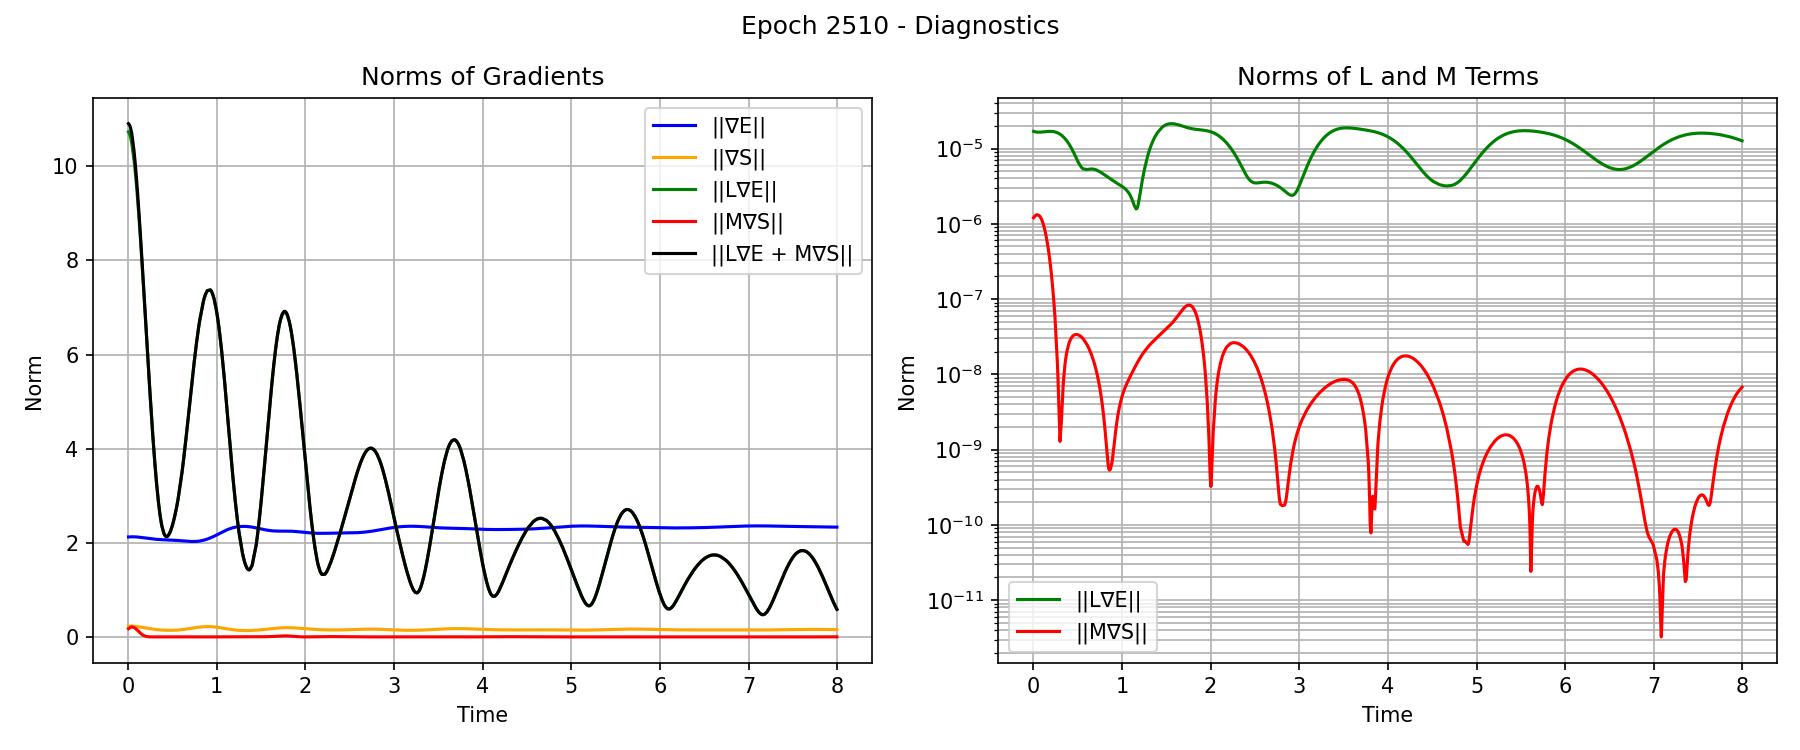 Epoch 2510 - Diagnostics
Norms of Gradients
||∇E||
||∇S||
||L∇E||
||M∇S||
||L∇E + M∇S||
10
8
6
4
2
0
Norm
0 1 2 3 4 5 6 7 8
Time
Norms of L and M Terms
10⁻⁵
10⁻⁶
10⁻⁷
10⁻⁸
10⁻⁹
10⁻¹⁰
10⁻¹¹
Norm
||L∇E||
||M∇S||
0 1 2 3 4 5 6 7 8
Time